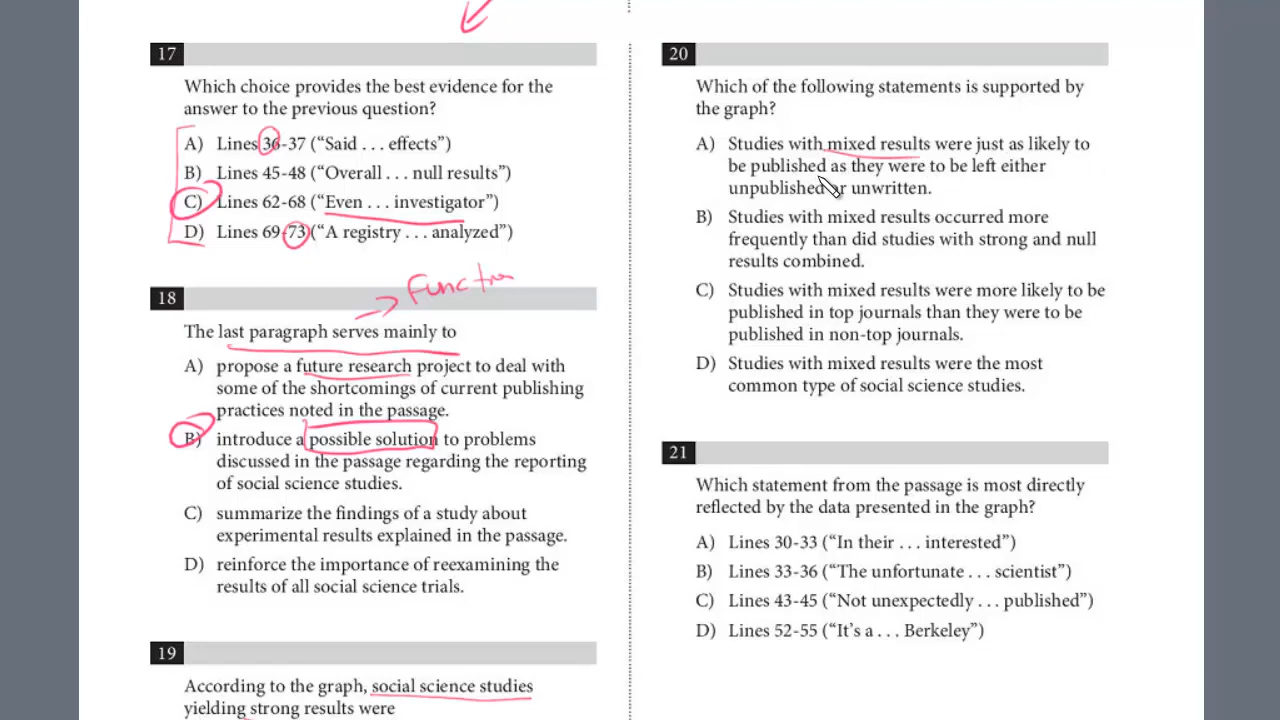 17
Which choice provides the best evidence for the
answer to the previous question?
A) Lines 36-37 (“Said . . . effects”)
B) Lines 45-48 (“Overall . . . null results”)
C) Lines 62-68 (“Even . . . investigator”)
D) Lines 69-73 (“A registry . . . analyzed”)
Function
18
The last paragraph serves mainly to
A) propose a future research project to deal with
some of the shortcomings of current publishing
practices noted in the passage.
B) introduce a possible solution to problems
discussed in the passage regarding the reporting
of social science studies.
C) summarize the findings of a study about
experimental results explained in the passage.
D) reinforce the importance of reexamining the
results of all social science trials.
19
According to the graph, social science studies
yielding strong results were
20
Which of the following statements is supported by
the graph?
A) Studies with mixed results were just as likely to
be published as they were to be left either
unpublished or unwritten.
B) Studies with mixed results occurred more
frequently than did studies with strong and null
results combined.
C) Studies with mixed results were more likely to be
published in top journals than they were to be
published in non-top journals.
D) Studies with mixed results were the most
common type of social science studies.
21
Which statement from the passage is most directly
reflected by the data presented in the graph?
A) Lines 30-33 (“In their . . . interested”)
B) Lines 33-36 (“The unfortunate . . . scientist”)
C) Lines 43-45 (“Not unexpectedly . . . published”)
D) Lines 52-55 (“It’s a . . . Berkeley”)